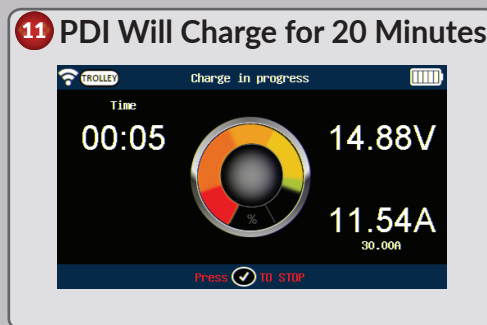 11 PDI Will Charge for 20 Minutes
TROLLEY Charge in progress
Time
00:05
14.88V
%
11.54A
30.00A
Press TO STOP